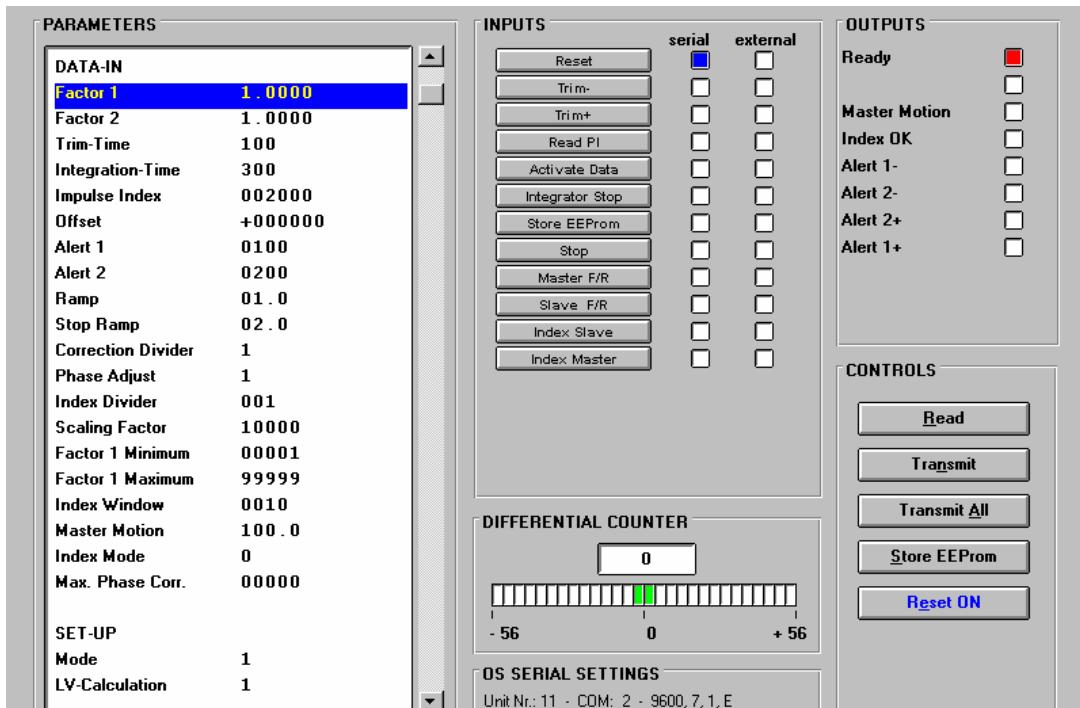 PARAMETERS
DATA-IN
Factor 1 1.0000
Factor 2 1.0000
Trim-Time 100
Integration-Time 300
Impulse Index 002000
Offset +000000
Alert 1 0100
Alert 2 0200
Ramp 01.0
Stop Ramp 02.0
Correction Divider 1
Phase Adjust 1
Index Divider 001
Scaling Factor 10000
Factor 1 Minimum 00001
Factor 1 Maximum 99999
Index Window 0010
Master Motion 100.0
Index Mode 0
Max. Phase Corr. 00000
SET-UP
Mode 1
LV-Calculation 1
INPUTS
serial external
Reset
Trim-
Trim+
Read PI
Activate Data
Integrator Stop
Store EEProm
Stop
Master F/R
Slave F/R
Index Slave
Index Master
DIFFERENTIAL COUNTER
0
- 56 0 + 56
OS SERIAL SETTINGS
Unit Nr.: 11 - COM: 2 - 9600, 7, 1, E
OUTPUTS
Ready
Master Motion
Index OK
Alert 1-
Alert 2-
Alert 2+
Alert 1+
CONTROLS
Read
Transmit
Transmit All
Store EEProm
Reset ON